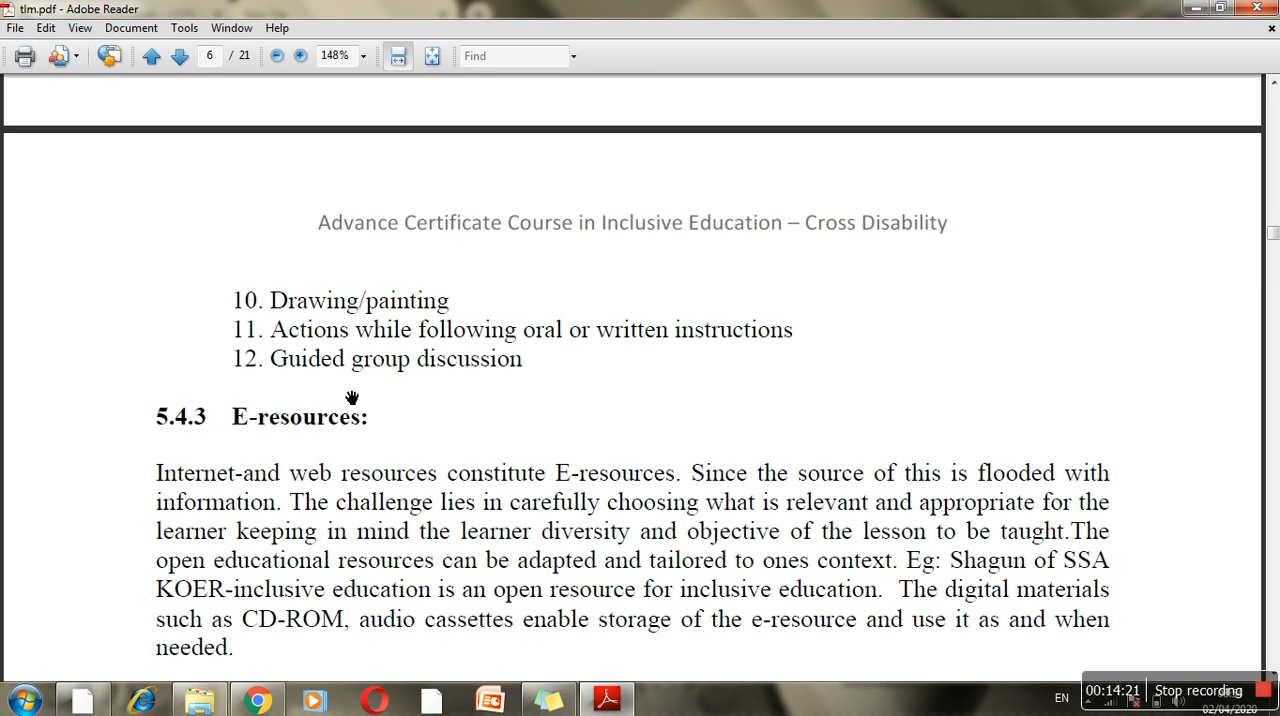 tlm.pdf - Adobe Reader
File Edit View Document Tools Window Help
6 / 21 148% Find
Advance Certificate Course in Inclusive Education – Cross Disability
10. Drawing/painting
11. Actions while following oral or written instructions
12. Guided group discussion
5.4.3 E-resources:
Internet-and web resources constitute E-resources. Since the source of this is flooded with
information. The challenge lies in carefully choosing what is relevant and appropriate for the
learner keeping in mind the learner diversity and objective of the lesson to be taught.The
open educational resources can be adapted and tailored to ones context. Eg: Shagun of SSA
KOER-inclusive education is an open resource for inclusive education. The digital materials
such as CD-ROM, audio cassettes enable storage of the e-resource and use it as and when
needed.
EN 00:14:21 Stop recording
02/04/2020